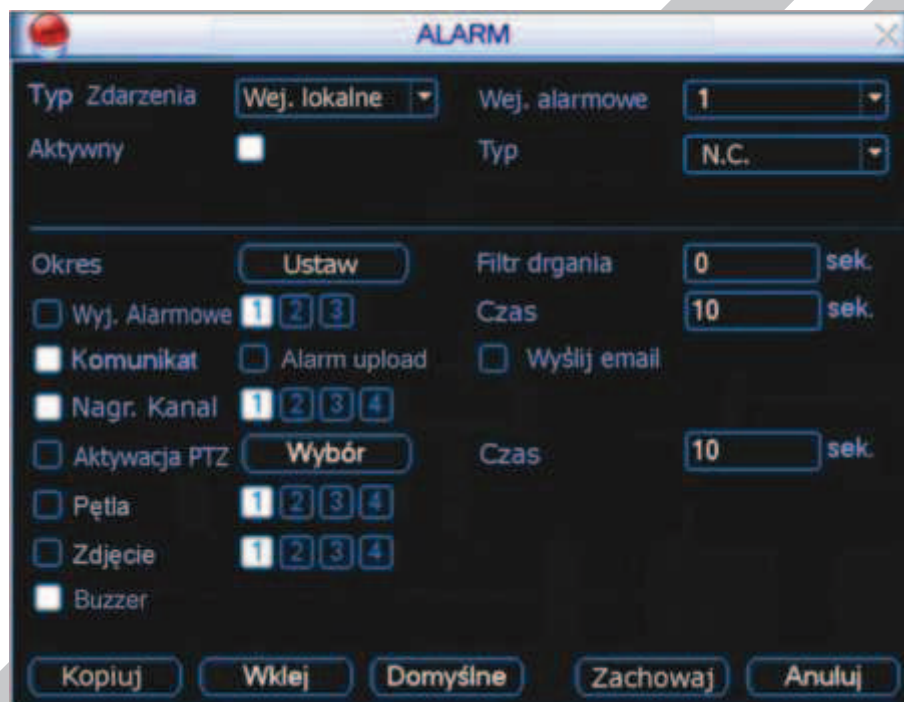 ALARM
Typ Zdarzenia Wej. lokalne Wej. alarmowe 1
Aktywny Typ N.C.
Okres Ustaw Filtr drgania 0 sek.
Wyj. Alarmowe 1 2 3 Czas 10 sek.
Komunikat Alarm upload Wyślij email
Nagr. Kanal 1 2 3 4
Aktywacja PTZ Wybór Czas 10 sek.
Pętla 1 2 3 4
Zdjęcie 1 2 3 4
Buzzer
Kopiuj Wklej Domyślne Zachowaj Anuluj